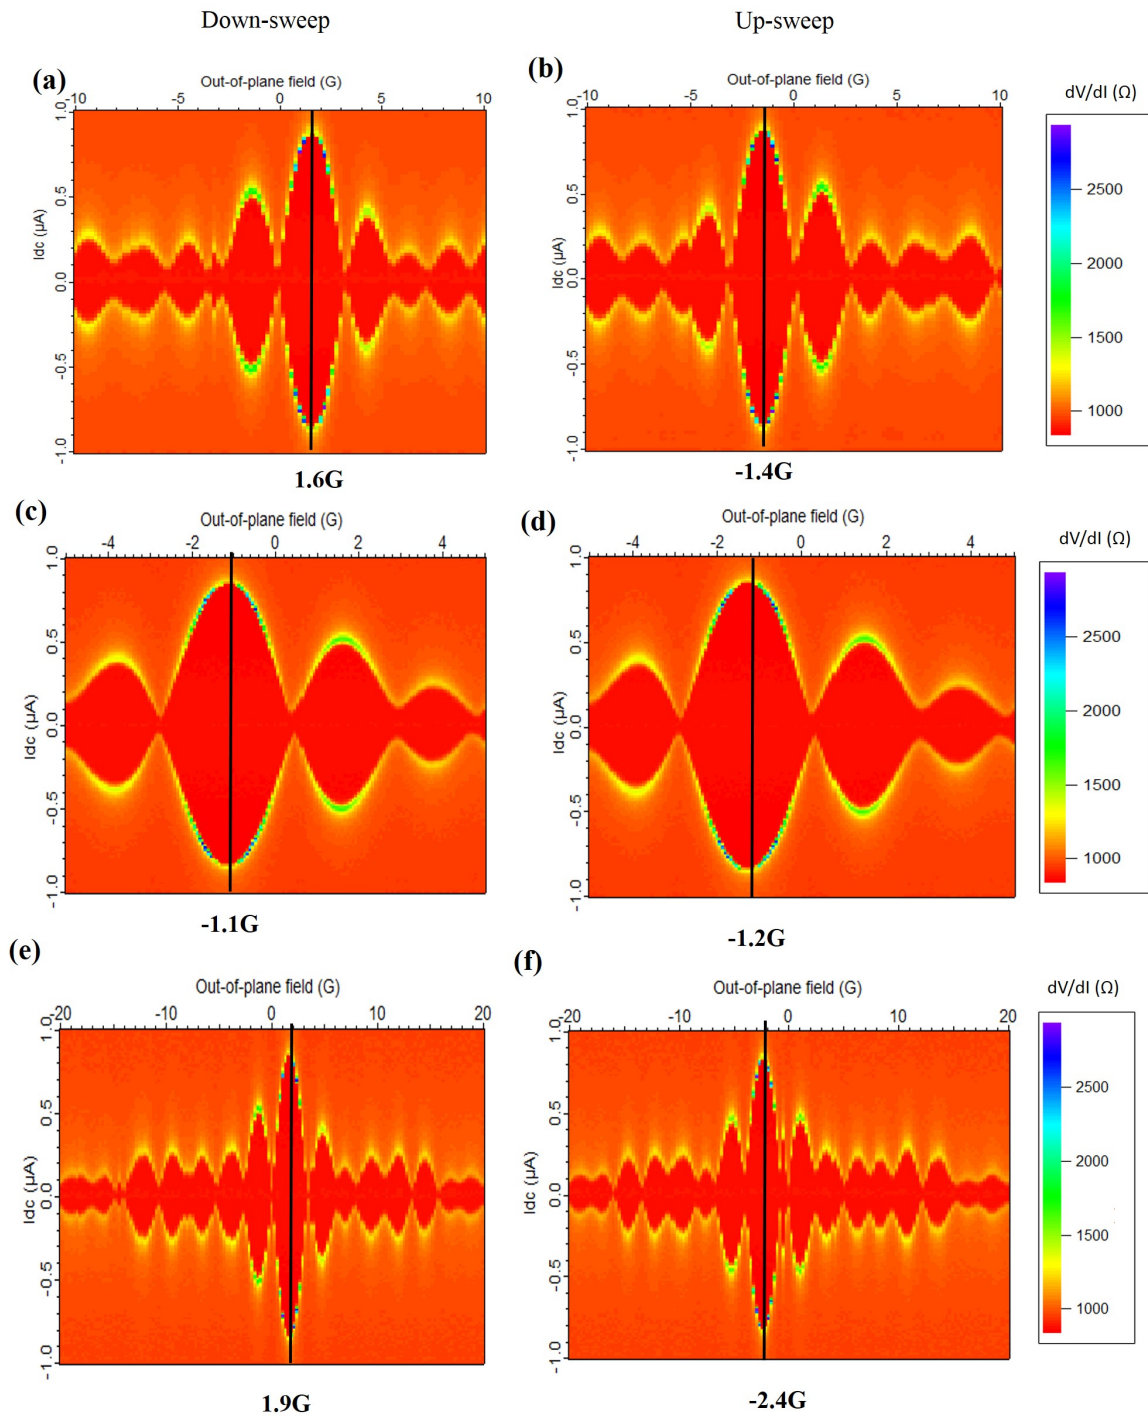 Down-sweep
Up-sweep
(a)
Out-of-plane field (G)
-10 -5 0 5 10
Idc (µA)
1.0
0.5
0.0
-0.5
-1.0
1.6G
(b)
Out-of-plane field (G)
-10 -5 0 5 10
Idc (µA)
1.0
0.5
0.0
-0.5
-1.0
-1.4G
dV/dI (Ω)
2500
2000
1500
1000
(c)
Out-of-plane field (G)
-4 -2 0 2 4
Idc (µA)
1.0
0.5
0.0
-0.5
-1.0
-1.1G
(d)
Out-of-plane field (G)
-4 -2 0 2 4
Idc (µA)
1.0
0.5
0.0
-0.5
-1.0
-1.2G
dV/dI (Ω)
2500
2000
1500
1000
(e)
Out-of-plane field (G)
-20 -10 0 10 20
Idc (µA)
1.0
0.5
0.0
-0.5
-1.0
1.9G
(f)
Out-of-plane field (G)
-20 -10 0 10 20
Idc (µA)
1.0
0.5
0.0
-0.5
-1.0
-2.4G
dV/dI (Ω)
2500
2000
1500
1000